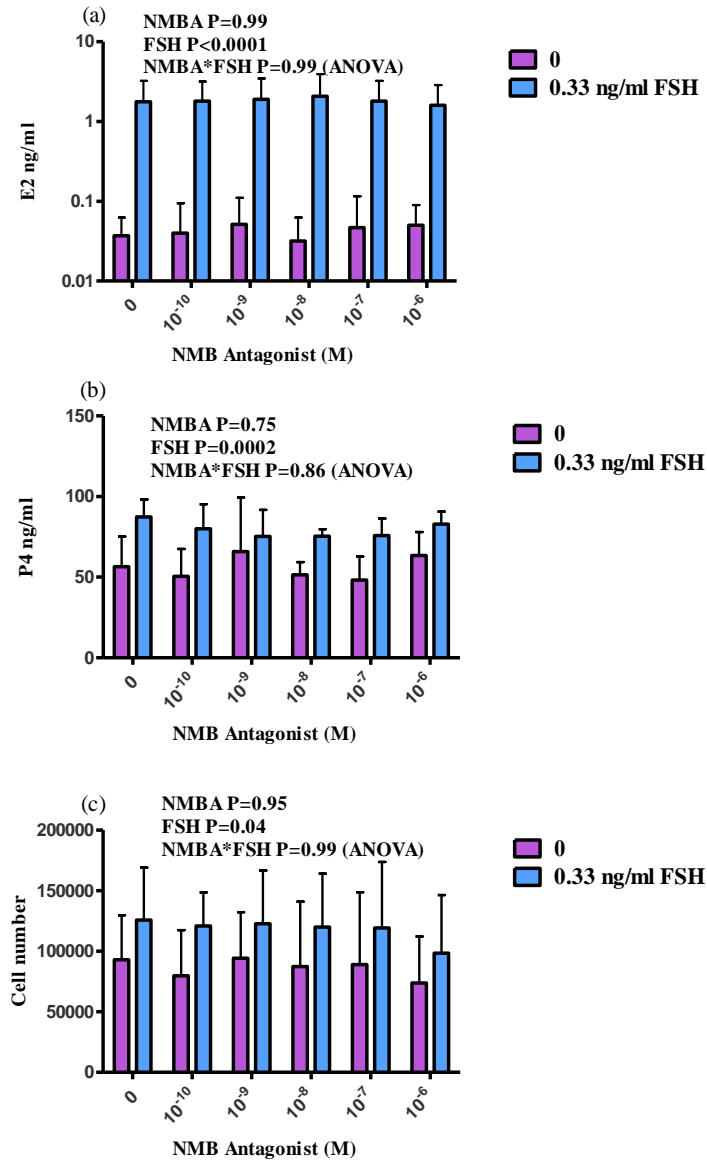 (a)
NMBA P=0.99
FSH P<0.0001
NMBA*FSH P=0.99 (ANOVA)
0
0.33 ng/ml FSH
E2 ng/ml
10
1
0.1
0.01
0
10⁻¹⁰
10⁻⁹
10⁻⁸
10⁻⁷
10⁻⁶
NMB Antagonist (M)
(b)
NMBA P=0.75
FSH P=0.0002
NMBA*FSH P=0.86 (ANOVA)
0
0.33 ng/ml FSH
P4 ng/ml
150
100
50
0
0
10⁻¹⁰
10⁻⁹
10⁻⁸
10⁻⁷
10⁻⁶
NMB Antagonist (M)
(c)
NMBA P=0.95
FSH P=0.04
NMBA*FSH P=0.99 (ANOVA)
0
0.33 ng/ml FSH
Cell number
200000
150000
100000
50000
0
0
10⁻¹⁰
10⁻⁹
10⁻⁸
10⁻⁷
10⁻⁶
NMB Antagonist (M)